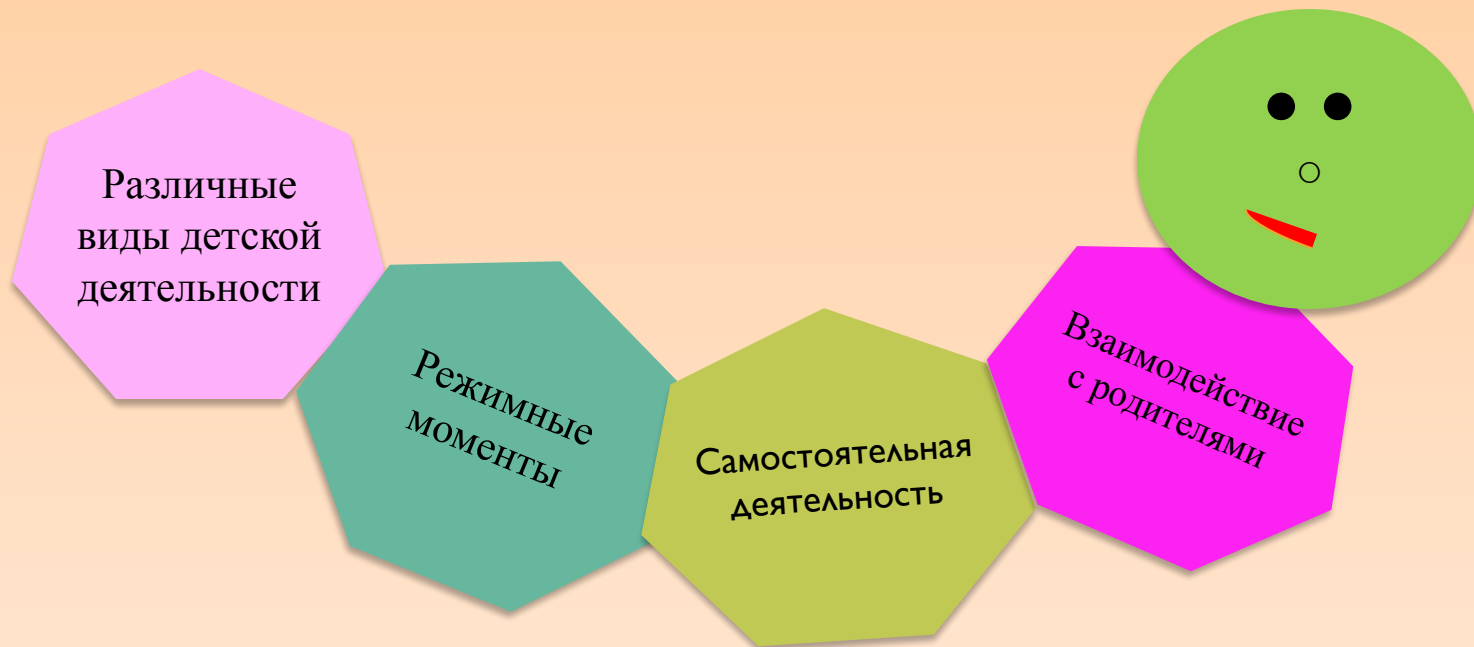 Различные
виды детской
деятельности
Режимные
моменты
Самостоятельная
деятельность
Взаимодействие
с родителями